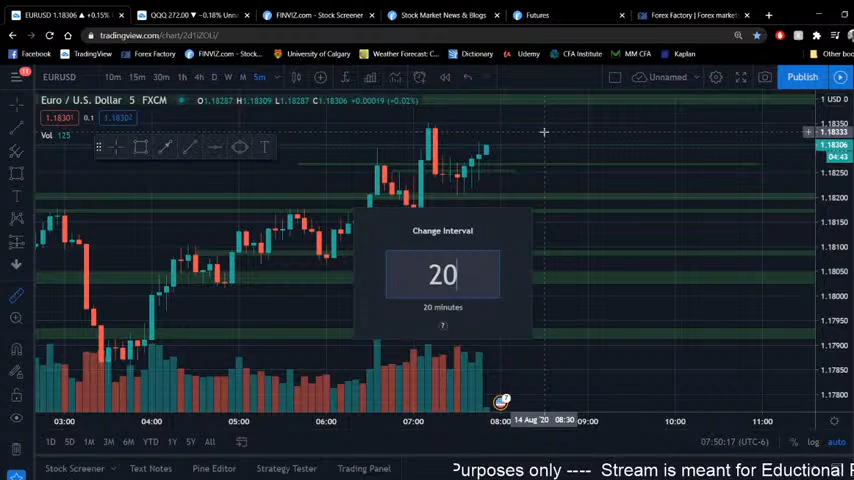 EURUSD 1.18306 ▲ +0.15%
QQQ 272.00 ▼ −0.18% Unna
FINVIZ.com - Stock Screener
Stock Market News & Blogs
Futures
Forex Factory | Forex market
tradingview.com/chart/2d1IZOLi/
Facebook
TradingView
Forex Factory
FINVIZ.com - Stock...
University of Calgary
Weather Forecast: C...
Dictionary
Udemy
CFA Institute
MM CFA
Kaplan
Other boo
11
EURUSD
10m 15m 30m 1h 4h D W M 5m
Unnamed
Publish
Euro / U.S. Dollar 5 FXCM
O1.18287 H1.18309 L1.18287 C1.18306 +0.00019 (+0.02%)
1 USD 0
1.18301 0.1 1.18302
Vol 125
1.18350
1.18333
1.18306
04:43
1.18250
1.18200
1.18150
1.18100
1.18050
1.18000
1.17950
1.17900
1.17850
1.17800
Change Interval
20
20 minutes
?
7
03:00 04:00 05:00 06:00 07:00 08:00 14 Aug '20 08:30 09:00 10:00 11:00
1D 5D 1M 3M 6M YTD 1Y 5Y All
07:50:17 (UTC-6) % log auto
Stock Screener Text Notes Pine Editor Strategy Tester Trading Panel
Purposes only ---- Stream is meant for Eductional